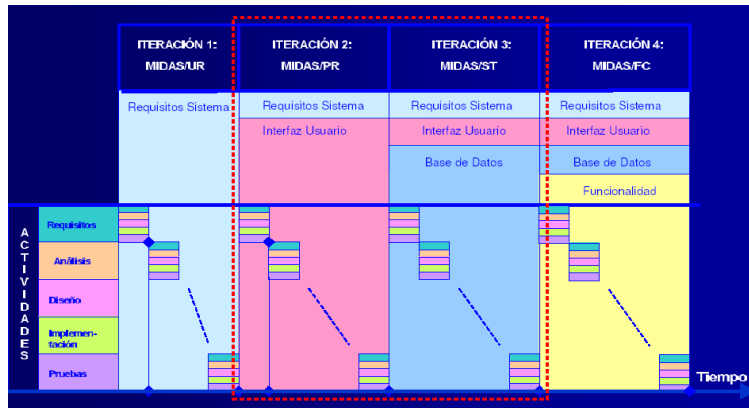 ITERACIÓN 1:
MIDAS/UR
ITERACIÓN 2:
MIDAS/PR
ITERACIÓN 3:
MIDAS/ST
ITERACIÓN 4:
MIDAS/FC
Requisitos Sistema
Requisitos Sistema
Requisitos Sistema
Requisitos Sistema
Interfaz Usuario
Interfaz Usuario
Interfaz Usuario
Base de Datos
Base de Datos
Funcionalidad
ACTIVIDADES
Requisitos
Análisis
Diseño
Implemen-
tación
Pruebas
Tiempo